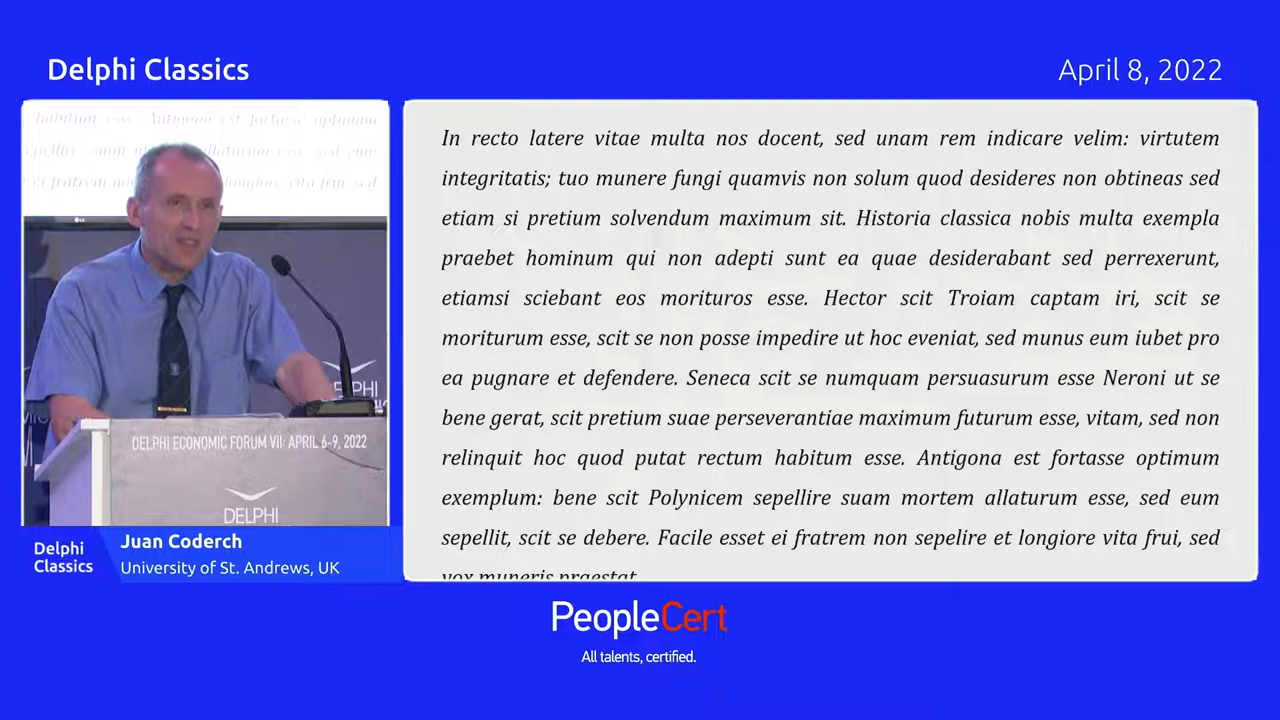 Delphi Classics
April 8, 2022
habitum esse. Antigona est fortasse optimum
In recto latere vitae multa nos docent, sed unam rem indicare velim: virtutem
integritatis; tuo munere fungi quamvis non solum quod desideres non obtineas sed
etiam si pretium solvendum maximum sit. Historia classica nobis multa exempla
praebet hominum qui non adepti sunt ea quae desiderabant sed perrexerunt,
etiamsi sciebant eos morituros esse. Hector scit Troiam captam iri, scit se
moriturum esse, scit se non posse impedire ut hoc eveniat, sed munus eum iubet pro
ea pugnare et defendere. Seneca scit se numquam persuasurum esse Neroni ut se
bene gerat, scit pretium suae perseverantiae maximum futurum esse, vitam, sed non
relinquit hoc quod putat rectum habitum esse. Antigona est fortasse optimum
exemplum: bene scit Polynicem sepellire suam mortem allaturum esse, sed eum
sepellit, scit se debere. Facile esset ei fratrem non sepelire et longiore vita frui, sed
vox muneris praestat.
DELPHI ECONOMIC FORUM VII: APRIL 6-9, 2022
DELPHI
Delphi
Classics
Juan Coderch
University of St. Andrews, UK
PeopleCert
All talents, certified.